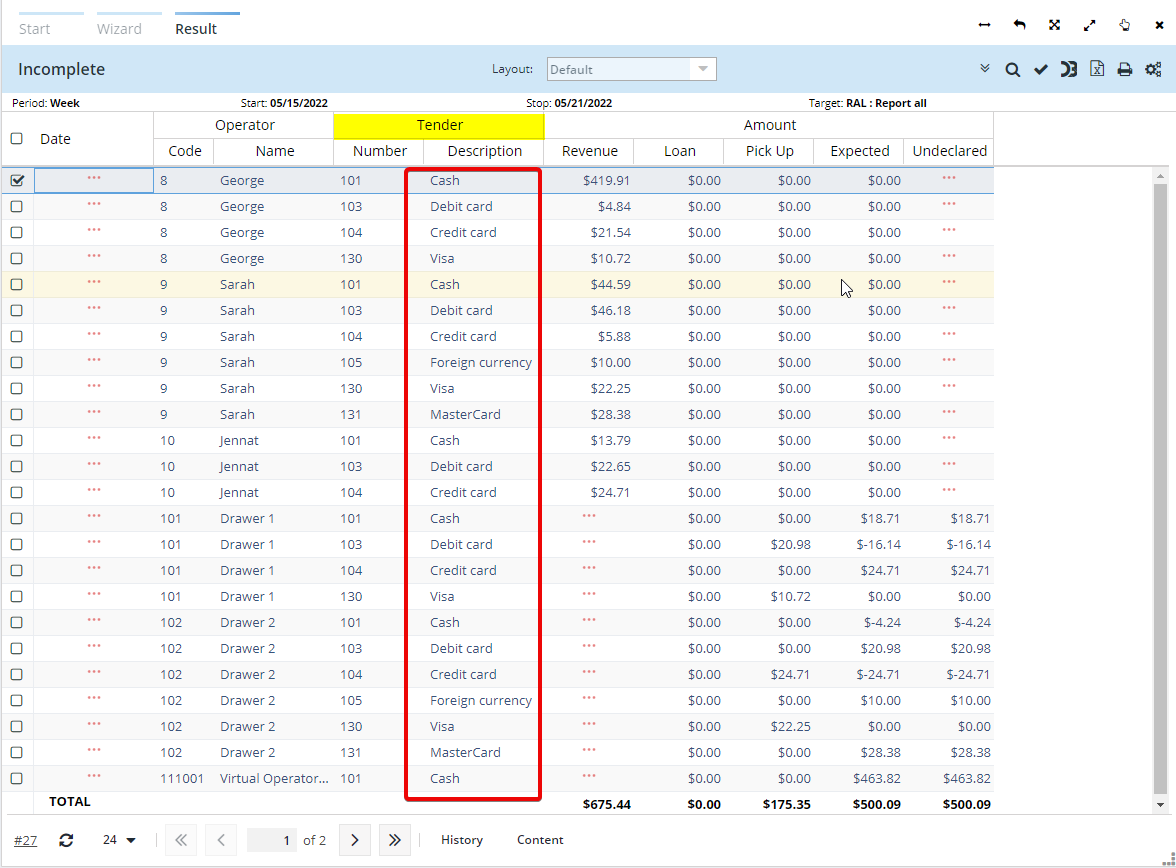 Start Wizard Result
Incomplete Layout: Default
Period: Week Start: 05/15/2022 Stop: 05/21/2022 Target: RAL : Report all
Date Operator Tender Amount
Code Name Number Description Revenue Loan Pick Up Expected Undeclared
*** 8 George 101 Cash $419.91 $0.00 $0.00 $0.00 ***
*** 8 George 103 Debit card $4.84 $0.00 $0.00 $0.00 ***
*** 8 George 104 Credit card $21.54 $0.00 $0.00 $0.00 ***
*** 8 George 130 Visa $10.72 $0.00 $0.00 $0.00 ***
*** 9 Sarah 101 Cash $44.59 $0.00 $0.00 $0.00 ***
*** 9 Sarah 103 Debit card $46.18 $0.00 $0.00 $0.00 ***
*** 9 Sarah 104 Credit card $5.88 $0.00 $0.00 $0.00 ***
*** 9 Sarah 105 Foreign currency $10.00 $0.00 $0.00 $0.00 ***
*** 9 Sarah 130 Visa $22.25 $0.00 $0.00 $0.00 ***
*** 9 Sarah 131 MasterCard $28.38 $0.00 $0.00 $0.00 ***
*** 10 Jennat 101 Cash $13.79 $0.00 $0.00 $0.00 ***
*** 10 Jennat 103 Debit card $22.65 $0.00 $0.00 $0.00 ***
*** 10 Jennat 104 Credit card $24.71 $0.00 $0.00 $0.00 ***
*** 101 Drawer 1 101 Cash *** $0.00 $0.00 $18.71 $18.71
*** 101 Drawer 1 103 Debit card *** $0.00 $20.98 $-16.14 $-16.14
*** 101 Drawer 1 104 Credit card *** $0.00 $0.00 $24.71 $24.71
*** 101 Drawer 1 130 Visa *** $0.00 $10.72 $0.00 $0.00
*** 102 Drawer 2 101 Cash *** $0.00 $0.00 $-4.24 $-4.24
*** 102 Drawer 2 103 Debit card *** $0.00 $0.00 $20.98 $20.98
*** 102 Drawer 2 104 Credit card *** $0.00 $24.71 $-24.71 $-24.71
*** 102 Drawer 2 105 Foreign currency *** $0.00 $0.00 $10.00 $10.00
*** 102 Drawer 2 130 Visa *** $0.00 $22.25 $0.00 $0.00
*** 102 Drawer 2 131 MasterCard *** $0.00 $0.00 $28.38 $28.38
*** 111001 Virtual Operator... 101 Cash *** $0.00 $0.00 $463.82 $463.82
TOTAL $675.44 $0.00 $175.35 $500.09 $500.09
#27 24 1 of 2 History Content